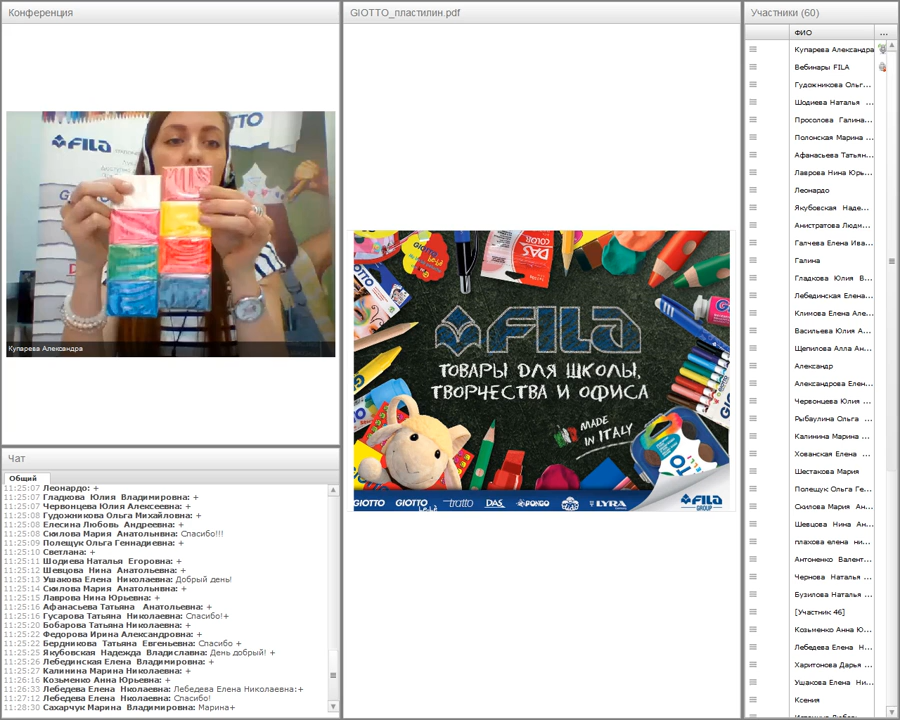 Конференция
FILA
Купарева Александра
Чат
Общий
11:25:07 Леонардо: +
11:25:07 Гладкова Юлия Владимировна: +
11:25:07 Червонцева Юлия Алексеевна: +
11:25:08 Гудожникова Ольга Михайловна: +
11:25:08 Елесина Любовь Андреевна: +
11:25:08 Скилова Мария Анатольивна: Спасибо!!!
11:25:09 Полещук Ольга Геннадиевна: +
11:25:10 Светлана: +
11:25:11 Шодиева Наталья Егоровна: +
11:25:12 Шевцова Нина Анатольевна: +
11:25:13 Ушакова Елена Николаевна: Добрый день!
11:25:14 Скилова Мария Анатольивна: +
11:25:15 Лаврова Нина Юрьевна: +
11:25:16 Афанасьева Татьяна Анатольевна: +
11:25:16 Гусарова Татьяна Николаевна: Спасибо!+
11:25:20 Бобарова Татьяна Николаевна: +
11:25:22 Федорова Ирина Александровна: +
11:25:22 Бердникова Татьяна Евгеньевна: Спасибо +
11:25:25 Якубовская Надежда Владиславна: День добрый! +
11:25:26 Лебединская Елена Владимировна: +
11:25:27 Калинина Марина Николаевна: +
11:26:16 Козьменко Анна Юрьевна: +
11:26:33 Лебедева Елена Нколаевна: Лебедева Елена Николаевна:+
11:27:12 Лебедева Елена Нколаевна: Спасибо!
11:28:30 Сахарчук Марина Владимировна: Марина+
GIOTTO_пластилин.pdf
DAS
COLOR
FILA
ТОВАРЫ ДЛЯ ШКОЛЫ,
ТВОРЧЕСТВА И ОФИСА
MADE
IN ITALY
GIOTTO GIOTTO bebè tratto DAS PONGO LYRA FILA GROUP
Участники (60)
ФИО ...
Купарева Александра
Вебинары FILA
Гудожникова Ольг...
Шодиева Наталья ...
Просолова Галина...
Полонская Марина ...
Афанасьева Татьян...
Лаврова Нина Юрь...
Леонардо
Якубовская Наде...
Анистратова Людм...
Галчева Елена Ива...
Галина
Гладкова Юлия В...
Лебединская Елена...
Климова Елена Але...
Васильева Юлия А...
Щепилова Алла Ан...
Александр
Александрова Елен...
Червонцева Юлия ...
Рыбаулина Ольга ...
Калинина Марина ...
Хованская Елена ...
Шестакова Мария
Полещук Ольга Ге...
Скилова Мария Ан...
Шевцова Нина Ан...
плахова елена ни...
Антоненко Валент...
Чернова Наталья ...
Бузилова Наталья ...
[Участник 46]
Козьменко Анна Ю...
Лебедева Елена Н...
Харитонова Дарья ...
Ушакова Елена Ни...
Ксения